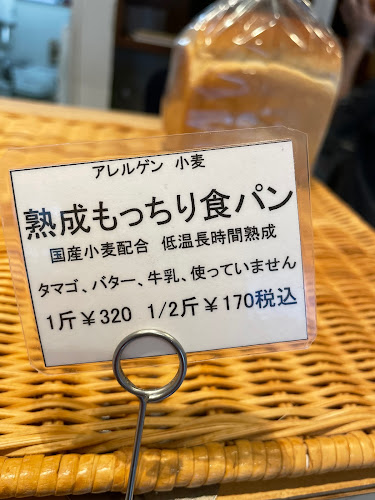 アレルゲン 小麦
熟成もっちり食パン
国産小麦配合 低温長時間熟成
タマゴ、バター、牛乳、使っていません
1斤￥320 1/2斤￥170税込